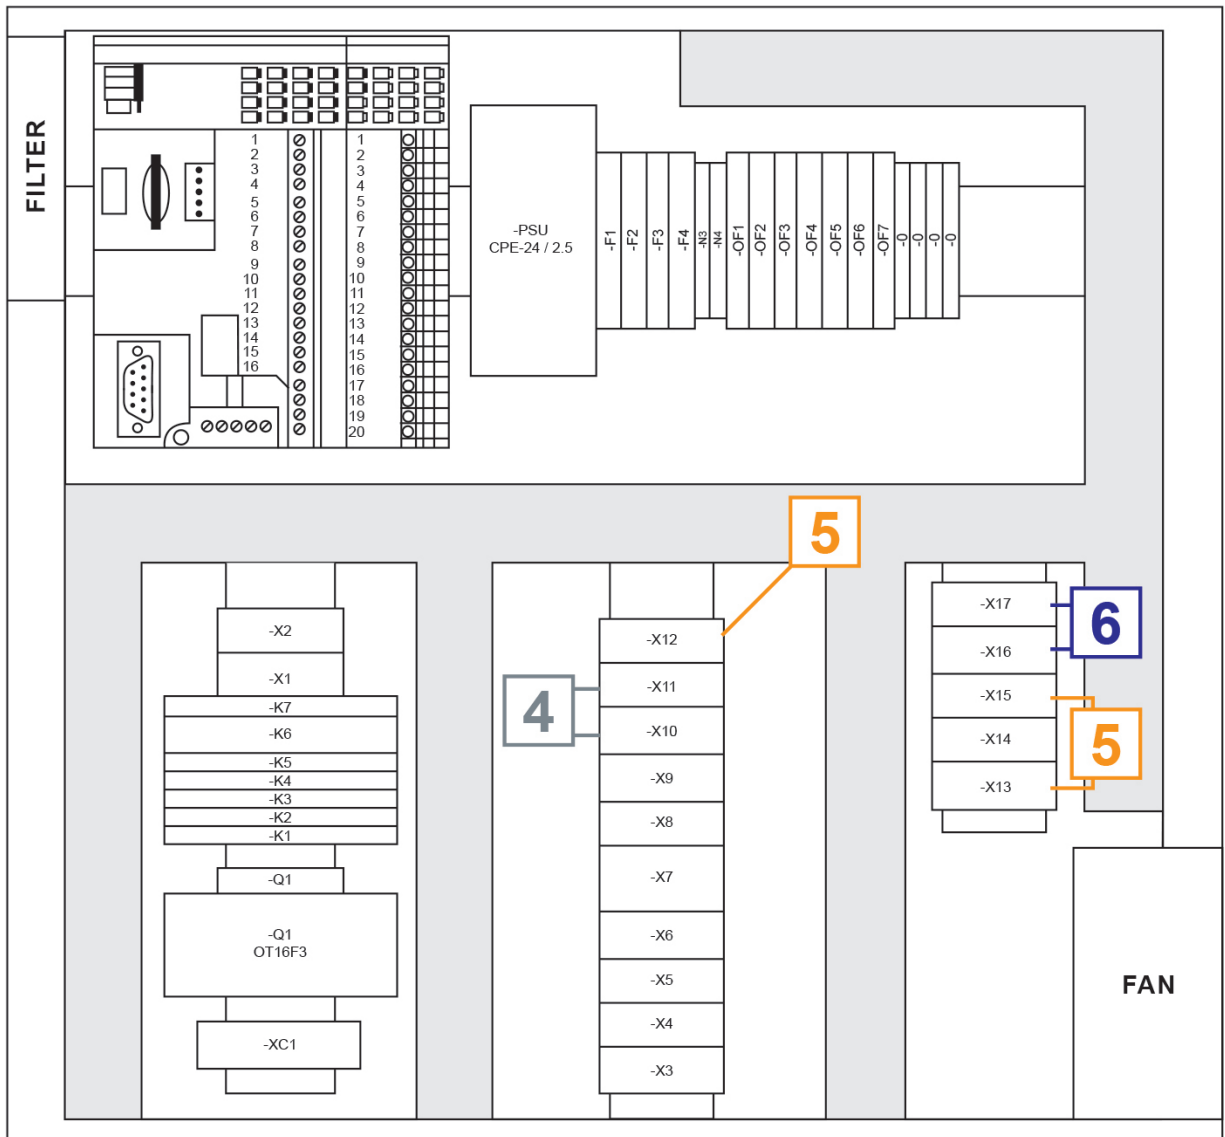 FILTER
1
2
3
4
5
6
7
8
9
10
11
12
13
14
15
16
1
2
3
4
5
6
7
8
9
10
11
12
13
14
15
16
17
18
19
20
-PSU
CPE-24 / 2.5
-F1
-F2
-F3
-F4
-N3
-N4
-OF1
-OF2
-OF3
-OF4
-OF5
-OF6
-OF7
-0
-0
-0
-0
-X2
-X1
-K7
-K6
-K5
-K4
-K3
-K2
-K1
-Q1
-Q1
OT16F3
-XC1
5
4
-X12
-X11
-X10
-X9
-X8
-X7
-X6
-X5
-X4
-X3
-X17
-X16
-X15
-X14
-X13
6
5
FAN